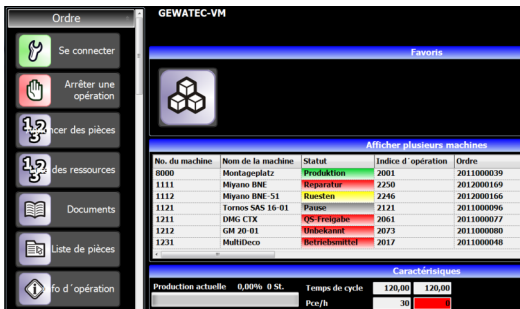 Ordre
GEWATEC-VM
Se connecter
Favoris
Arrêter une
opération
cer des pièces
des ressources
Documents
Liste de pièces
fo d´opération
Afficher plusieurs machines
No. du machine Nom de la machine Statut Indice d´opération Ordre
8000 Montageplatz Produktion 2001 2011000039
1111 Miyano BNE Reparatur 2250 2012000169
1112 Miyano BNE-51 Ruesten 2246 2012000166
1121 Tornos SAS 16-01 Pause 2121 2011000096
1211 DMG CTX QS-Freigabe 2061 2011000077
1212 GM 20-01 Unbekannt 2073 2011000080
1231 MultiDeco Betriebsmittel 2017 2011000048
Caractérisiques
Production actuelle 0,00% 0 St. Temps de cycle 120,00 120,00
Pce/h 30 0